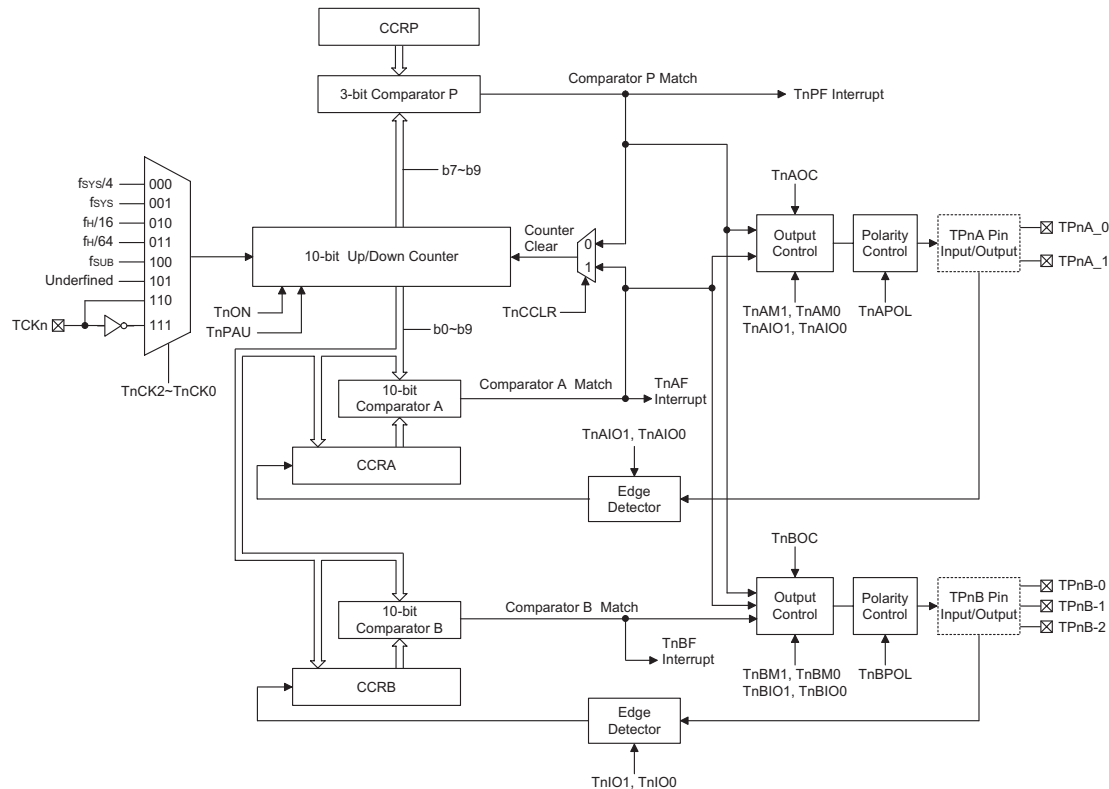 CCRP
3-bit Comparator P
Comparator P Match
TnPF Interrupt
b7~b9
fSYS/4
000
fSYS
001
fH/16
010
fH/64
011
fSUB
100
Underfined
101
110
TCKn
111
TnCK2~TnCK0
10-bit Up/Down Counter
TnON
TnPAU
b0~b9
Counter
Clear
0
1
TnCCLR
TnAOC
Output
Control
TnAM1, TnAM0
TnAIO1, TnAIO0
Polarity
Control
TnAPOL
TPnA Pin
Input/Output
TPnA_0
TPnA_1
10-bit
Comparator A
Comparator A Match
TnAF
Interrupt
CCRA
TnAIO1, TnAIO0
Edge
Detector
TnBOC
10-bit
Comparator B
Comparator B Match
TnBF
Interrupt
Output
Control
TnBM1, TnBM0
TnBIO1, TnBIO0
Polarity
Control
TnBPOL
TPnB Pin
Input/Output
TPnB-0
TPnB-1
TPnB-2
CCRB
Edge
Detector
TnIO1, TnIO0